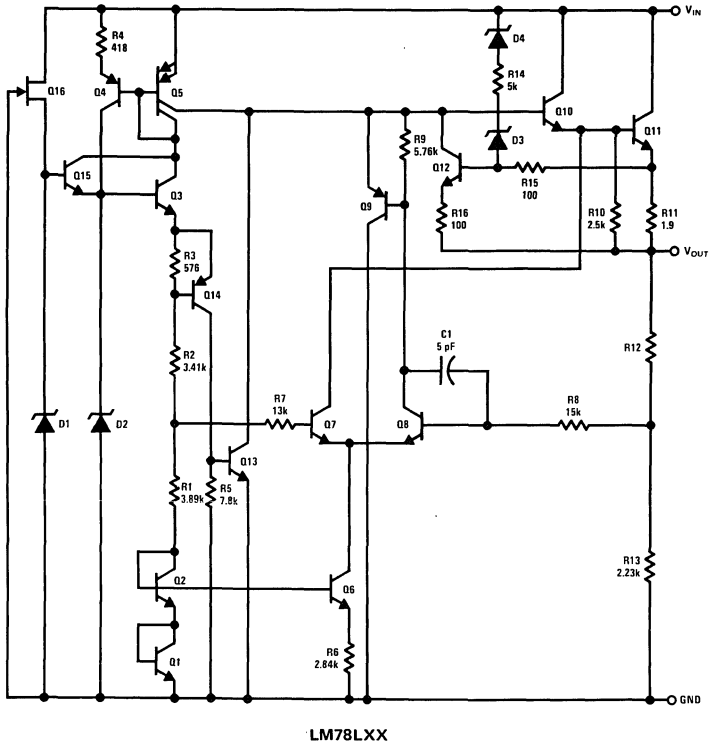 V_IN
R4
418
D4
Q16
Q4
Q5
R14
5k
Q10
Q11
R9
5.76k
D3
Q12
Q15
Q3
Q9
R15
100
R16
100
R10
2.5k
R11
1.9
V_OUT
R3
576
Q14
R2
3.41k
C1
5 pF
R12
R7
13k
R8
15k
D1
D2
Q7
Q8
Q13
R1
3.89k
R5
7.8k
R13
2.23k
Q2
Q6
Q1
R6
2.84k
GND
LM78LXX